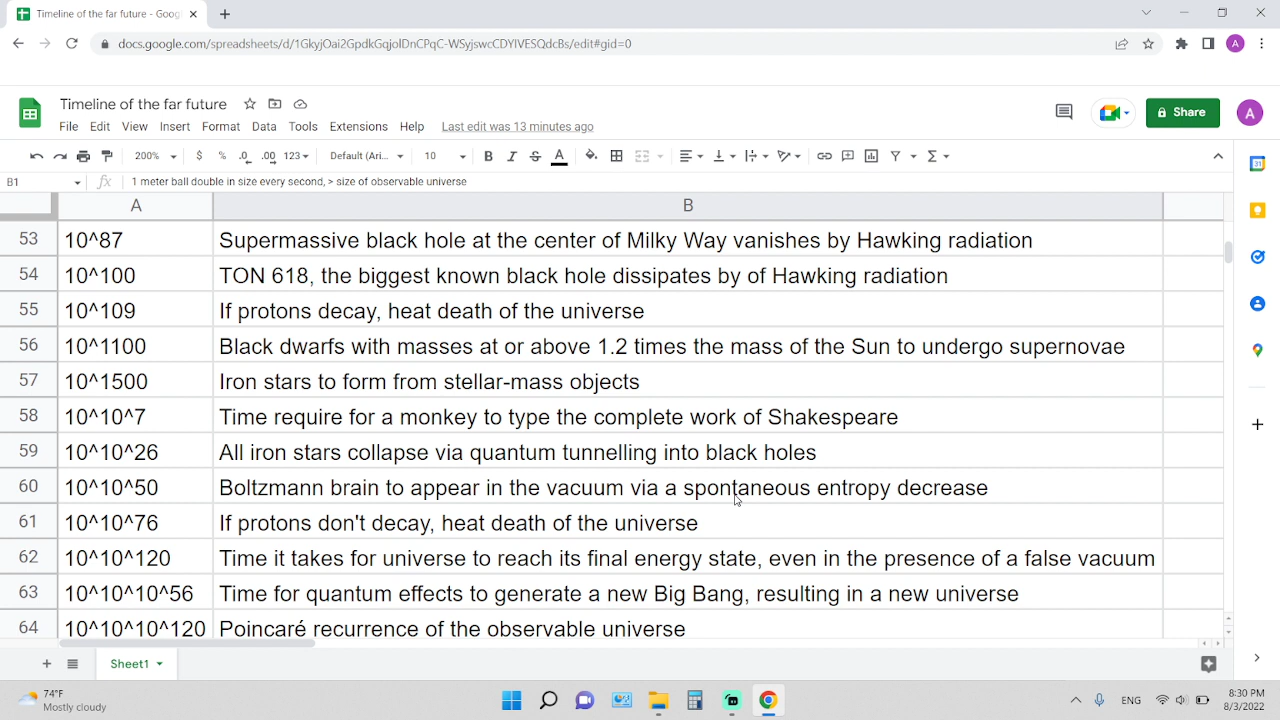 Timeline of the far future - Goog
docs.google.com/spreadsheets/d/1GkyjOai2GpdkGqjolDnCPqC-WSyjswcCDYIVESQdcBs/edit#gid=0
A
Timeline of the far future
File Edit View Insert Format Data Tools Extensions Help Last edit was 13 minutes ago
Share
A
200% $ % .0 .00 123 Default (Ari... 10 B I S A
31
B1 fx 1 meter ball double in size every second, > size of observable universe
A B
53 10^87 Supermassive black hole at the center of Milky Way vanishes by Hawking radiation
54 10^100 TON 618, the biggest known black hole dissipates by of Hawking radiation
55 10^109 If protons decay, heat death of the universe
56 10^1100 Black dwarfs with masses at or above 1.2 times the mass of the Sun to undergo supernovae
57 10^1500 Iron stars to form from stellar-mass objects
58 10^10^7 Time require for a monkey to type the complete work of Shakespeare
59 10^10^26 All iron stars collapse via quantum tunnelling into black holes
60 10^10^50 Boltzmann brain to appear in the vacuum via a spontaneous entropy decrease
61 10^10^76 If protons don't decay, heat death of the universe
62 10^10^120 Time it takes for universe to reach its final energy state, even in the presence of a false vacuum
63 10^10^10^56 Time for quantum effects to generate a new Big Bang, resulting in a new universe
64 10^10^10^120 Poincaré recurrence of the observable universe
Sheet1
74°F
Mostly cloudy
ENG
8:30 PM
8/3/2022